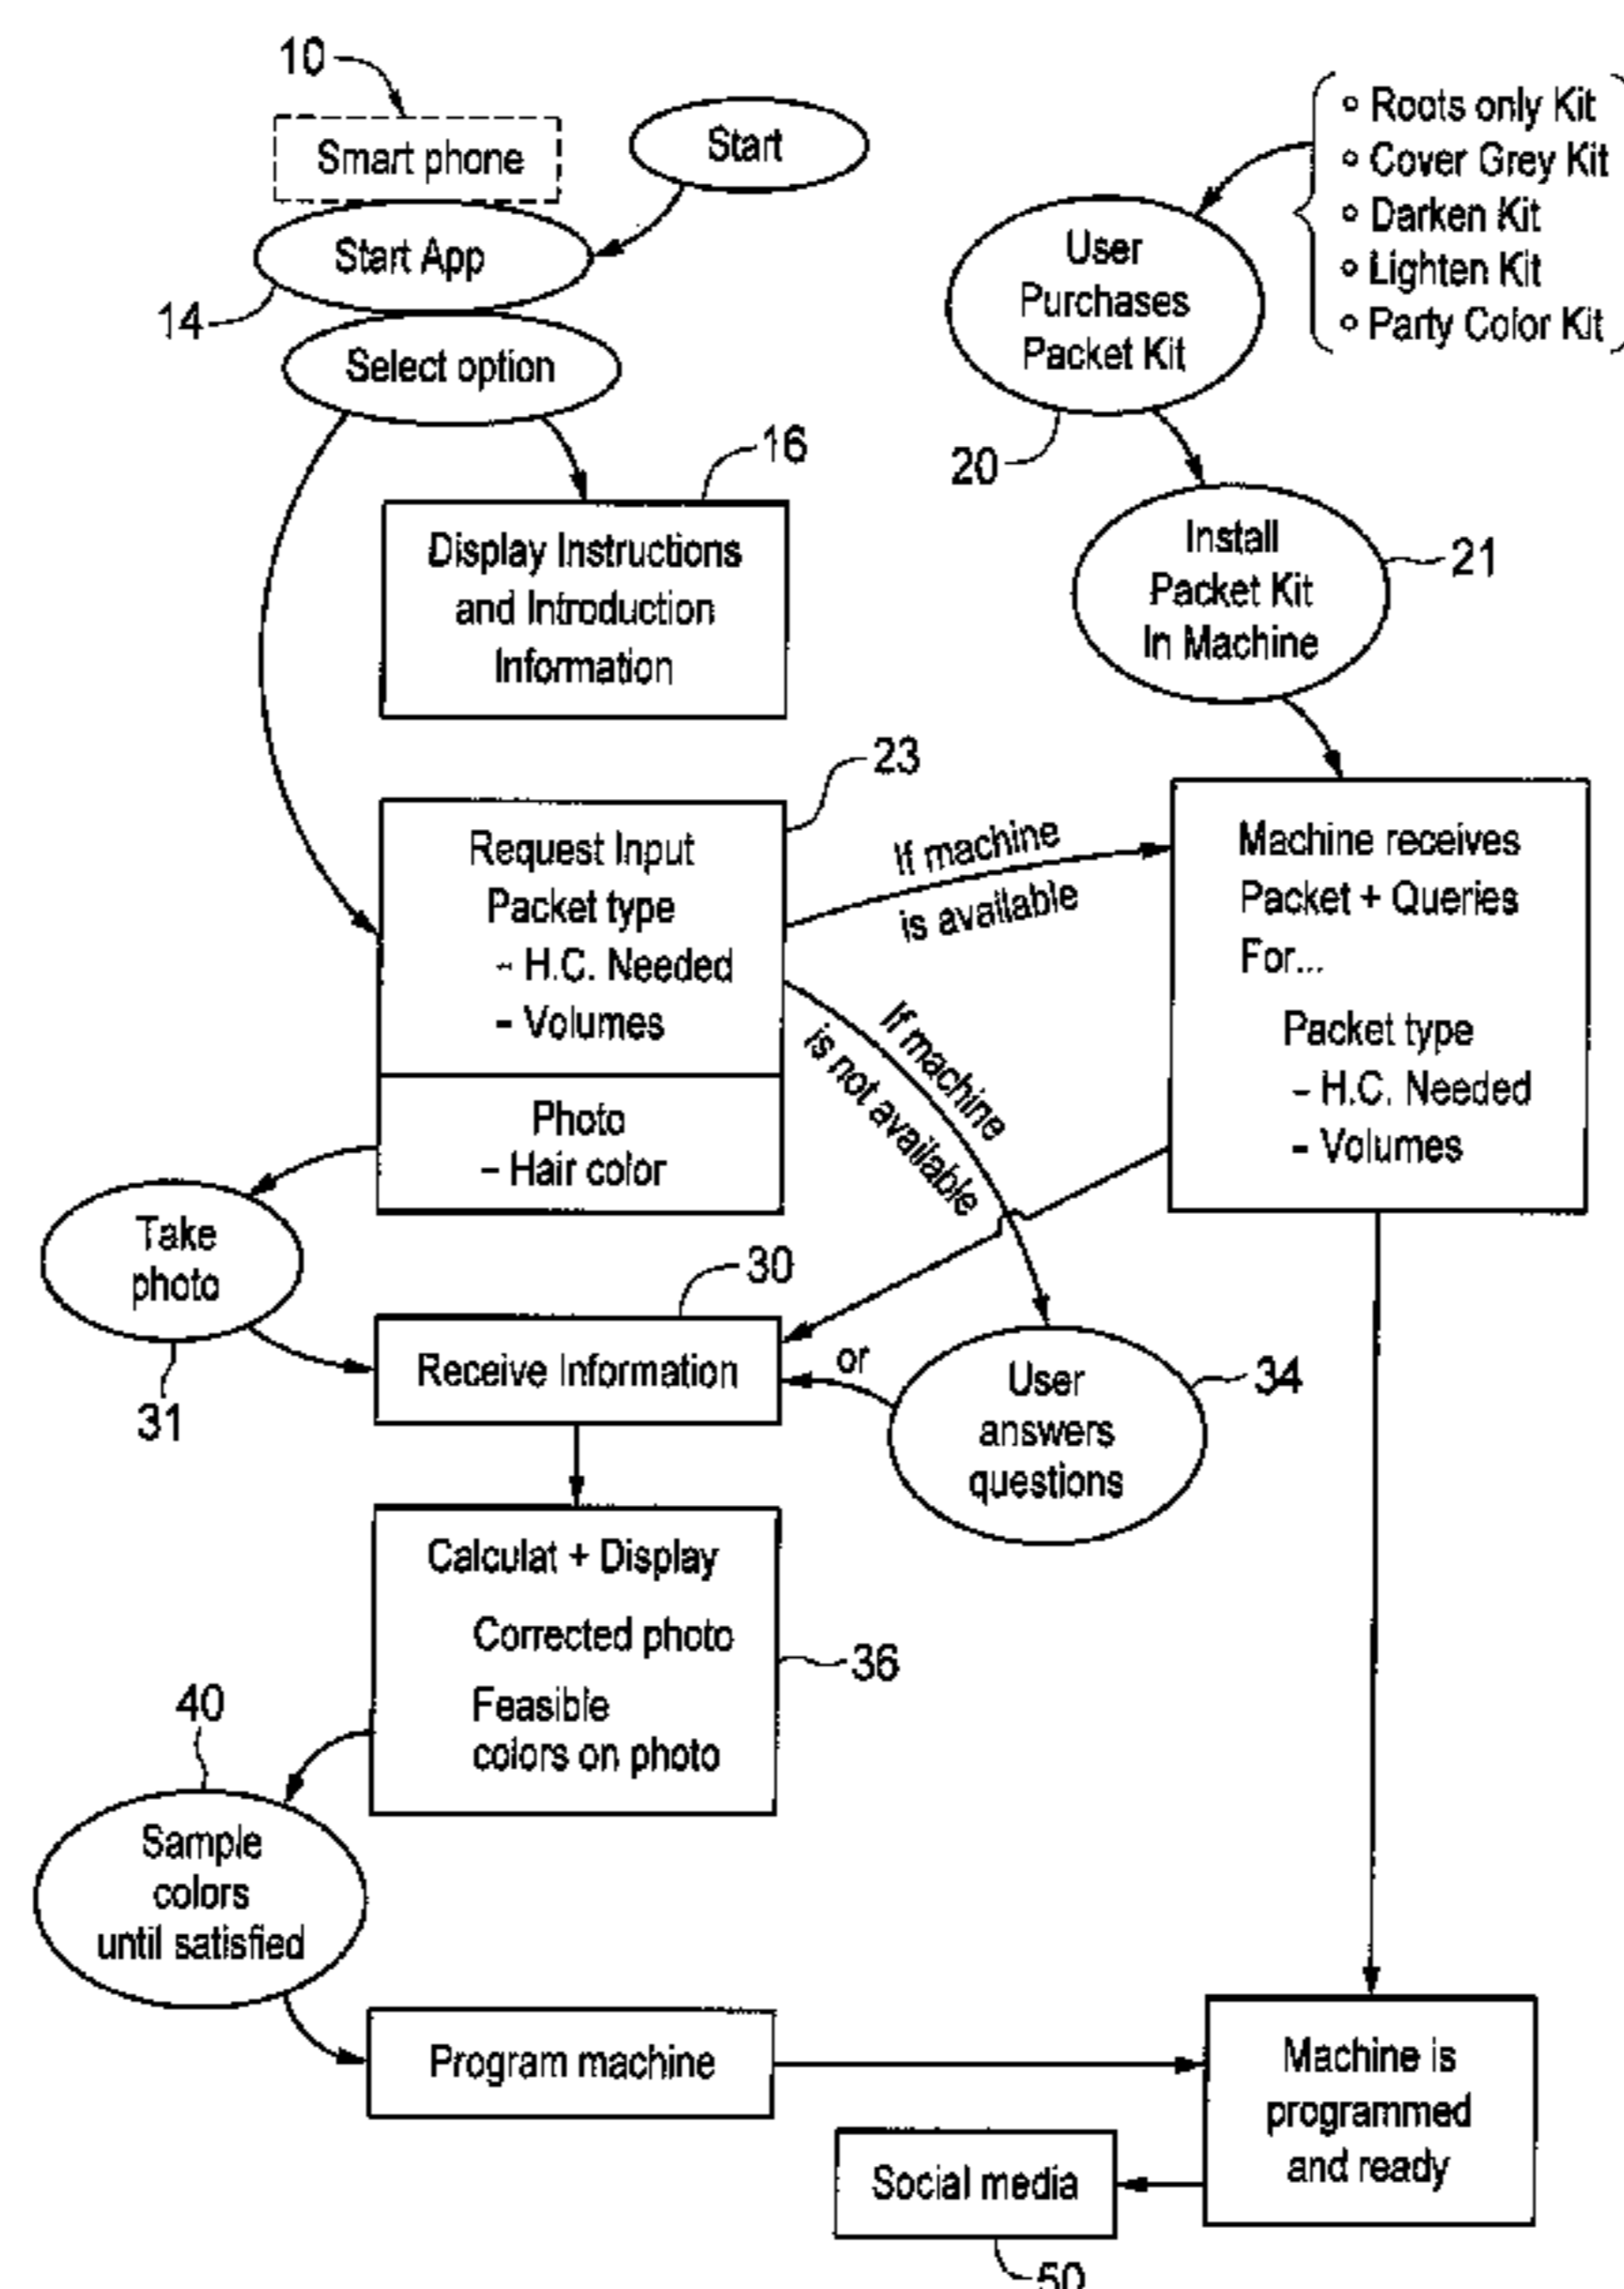 10
Smart phone
Start
Start App
14
Select option
16
Display Instructions
and Introduction
Information
∘ Roots only Kit
∘ Cover Grey Kit
∘ Darken Kit
∘ Lighten Kit
∘ Party Color Kit
User
Purchases
Packet Kit
20
Install
Packet Kit
In Machine
21
23
Request Input
Packet type
- H.C. Needed
- Volumes
Photo
- Hair color
If machine
is available
If machine
is not available
Machine receives
Packet + Queries
For...
Packet type
- H.C. Needed
- Volumes
Take
photo
31
30
Receive Information
or
User
answers
questions
34
Calculat + Display
Corrected photo
Feasible
colors on photo
36
40
Sample
colors
until satisfied
Program machine
Machine is
programmed
and ready
Social media
50